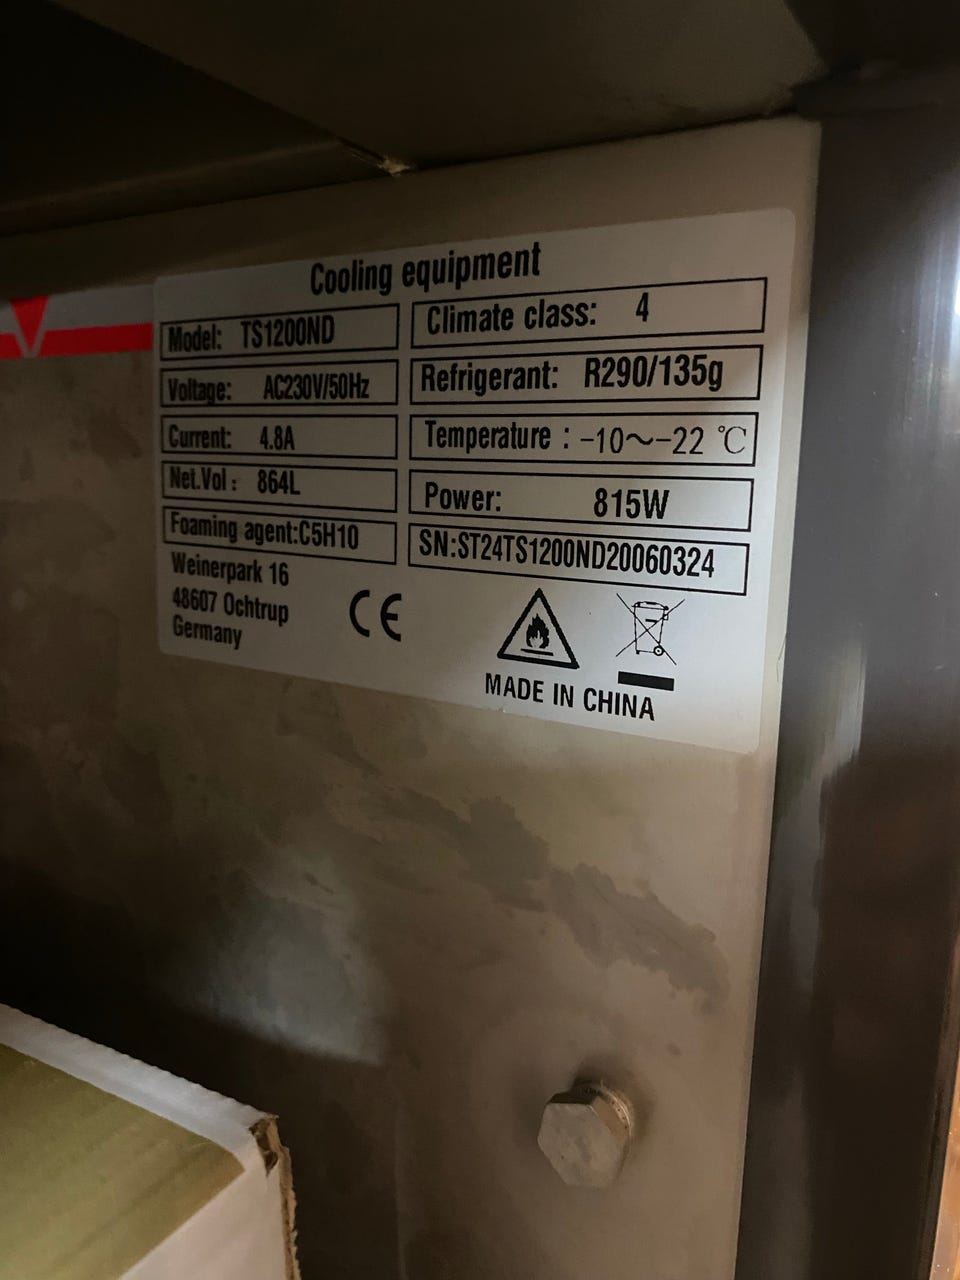 Cooling equipment
Model: TS1200ND
Climate class: 4
Voltage: AC230V/50Hz
Refrigerant: R290/135g
Current: 4.8A
Temperature : -10～-22 ℃
Net.Vol : 864L
Power: 815W
Foaming agent:C5H10
SN:ST24TS1200ND20060324
Weinerpark 16
48607 Ochtrup
Germany
CE
MADE IN CHINA